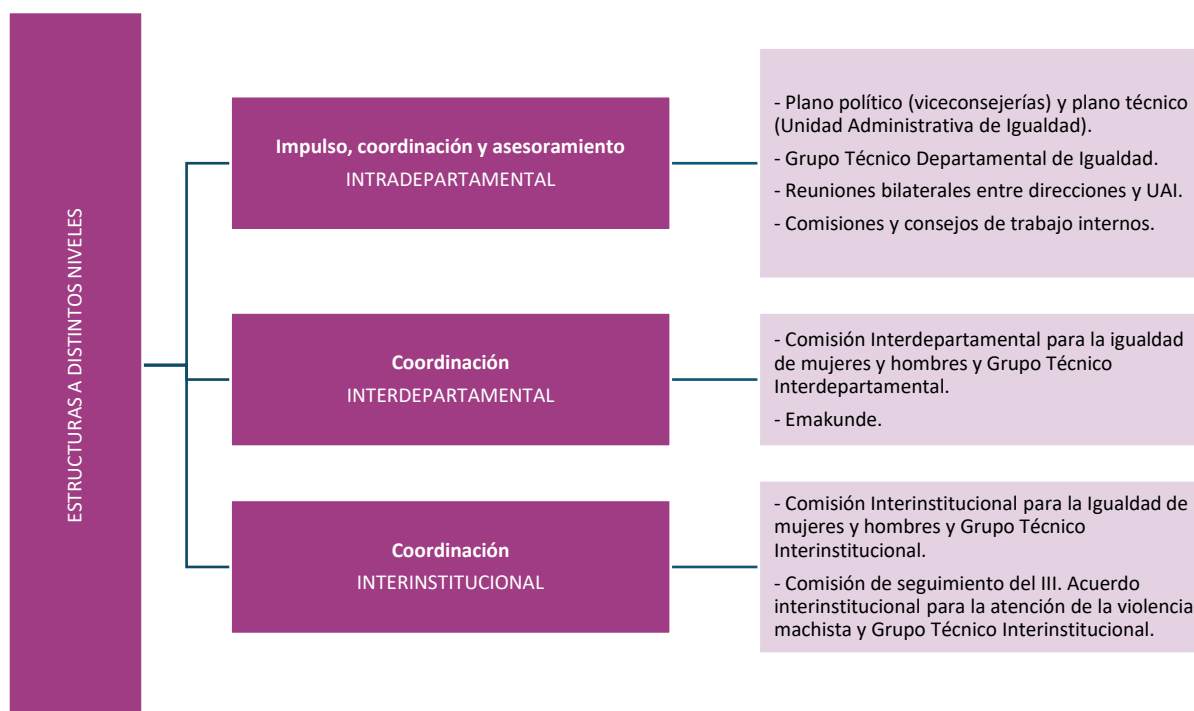 ESTRUCTURAS A DISTINTOS NIVELES
Impulso, coordinación y asesoramiento
INTRADEPARTAMENTAL
- Plano político (viceconsejerías) y plano técnico
(Unidad Administrativa de Igualdad).
- Grupo Técnico Departamental de Igualdad.
- Reuniones bilaterales entre direcciones y UAI.
- Comisiones y consejos de trabajo internos.
Coordinación
INTERDEPARTAMENTAL
- Comisión Interdepartamental para la igualdad
de mujeres y hombres y Grupo Técnico
Interdepartamental.
- Emakunde.
Coordinación
INTERINSTITUCIONAL
- Comisión Interinstitucional para la Igualdad de
mujeres y hombres y Grupo Técnico
Interinstitucional.
- Comisión de seguimiento del III. Acuerdo
interinstitucional para la atención de la violencia
machista y Grupo Técnico Interinstitucional.